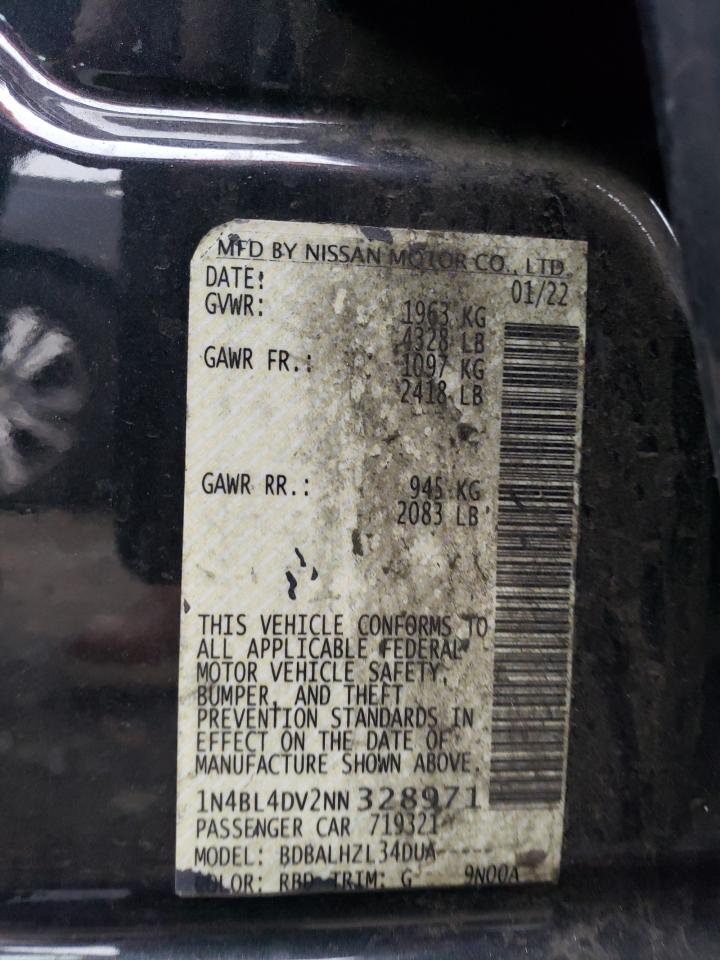 MFD BY NISSAN MOTOR CO., LTD.
DATE: 01/22
GVWR: 1963 KG
4328 LB
GAWR FR.: 1097 KG
2418 LB
GAWR RR.: 945 KG
2083 LB
THIS VEHICLE CONFORMS TO
ALL APPLICABLE FEDERAL
MOTOR VEHICLE SAFETY,
BUMPER, AND THEFT
PREVENTION STANDARDS IN
EFFECT ON THE DATE OF
MANUFACTURE SHOWN ABOVE.
1N4BL4DV2NN328971
PASSENGER CAR 719321
MODEL: BDBALHZL34DUA-----
COLOR: RBD TRIM: G 9N00A